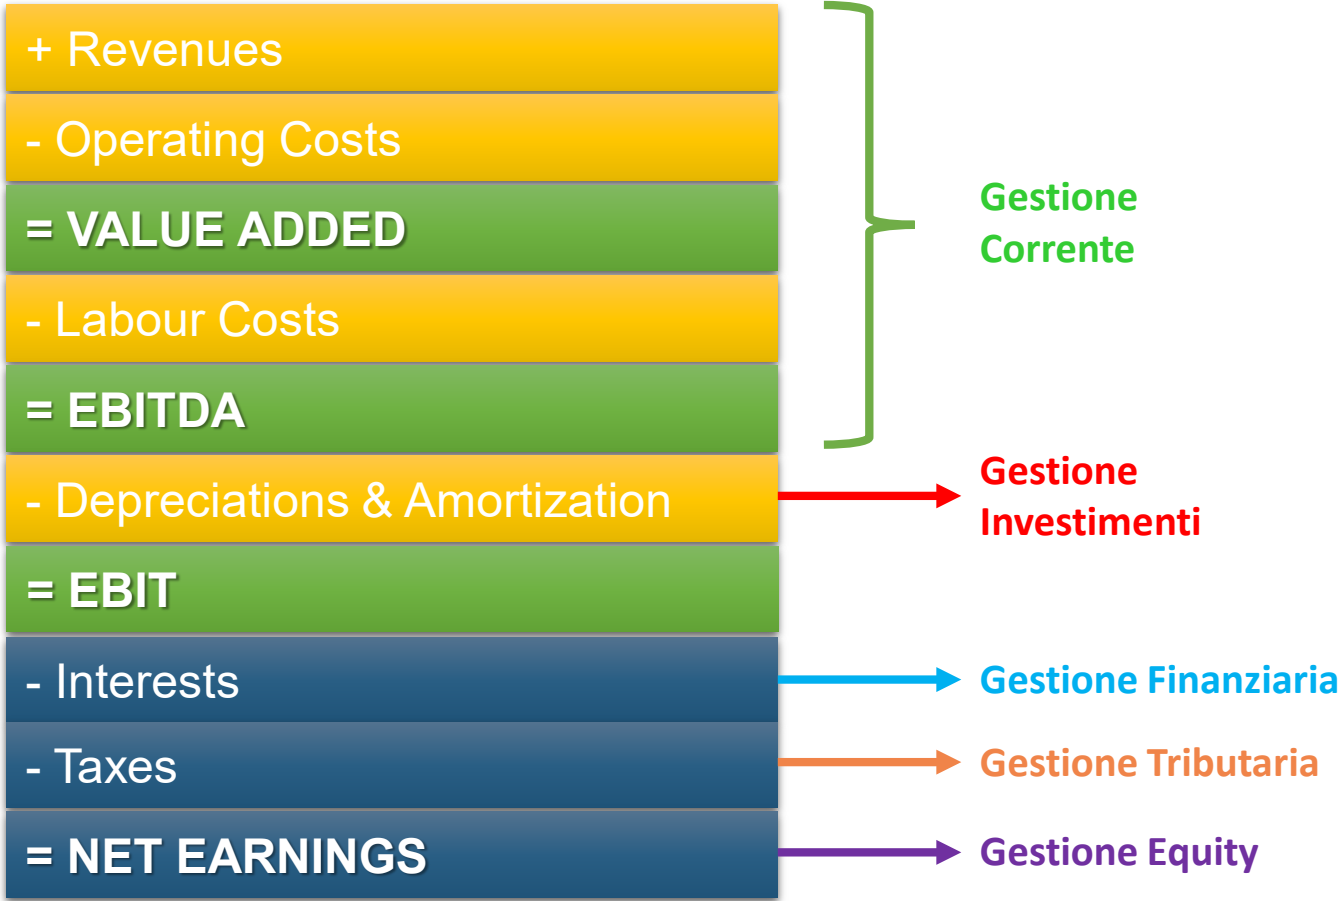 + Revenues
- Operating Costs
= VALUE ADDED
- Labour Costs
= EBITDA
- Depreciations & Amortization
= EBIT
- Interests
- Taxes
= NET EARNINGS
Gestione
Corrente
Gestione
Investimenti
Gestione Finanziaria
Gestione Tributaria
Gestione Equity